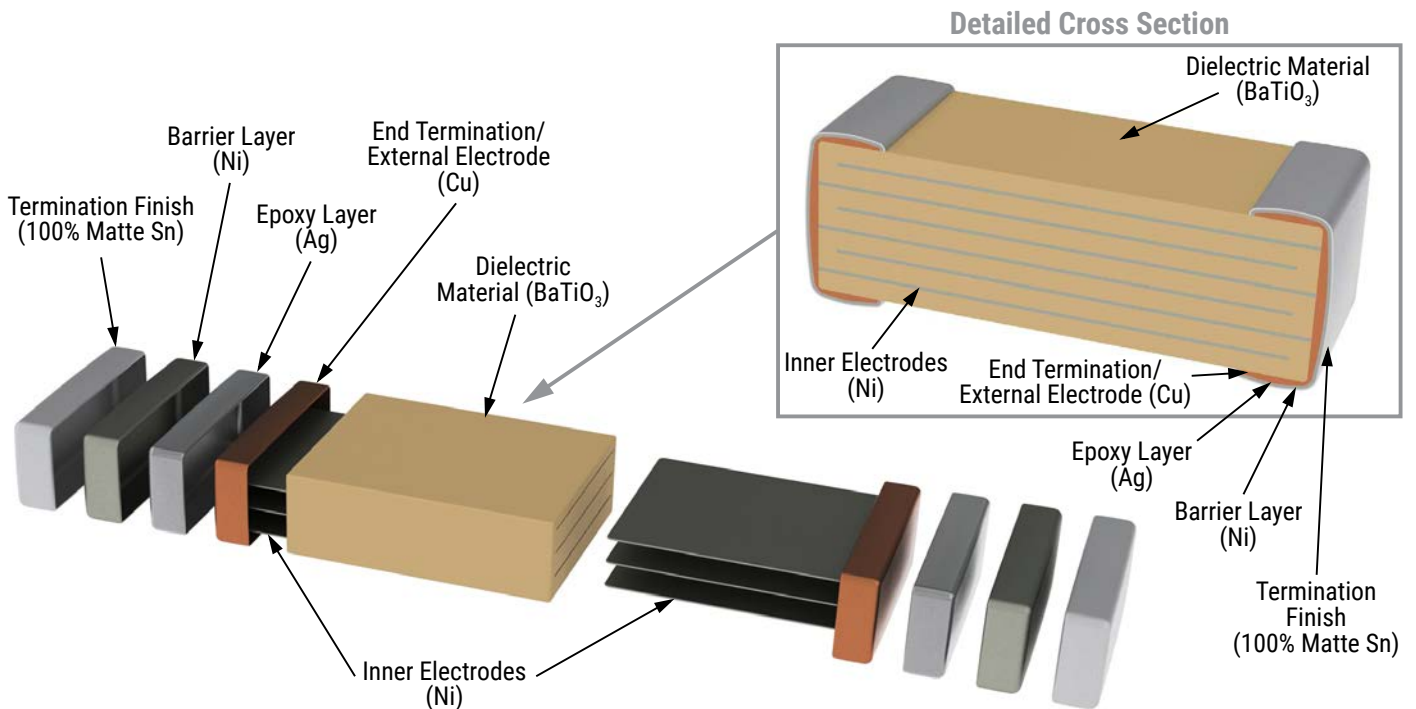 Detailed Cross Section
Dielectric Material
(BaTiO₃)
Inner Electrodes
(Ni)
End Termination/
External Electrode (Cu)
Epoxy Layer
(Ag)
Barrier Layer
(Ni)
Termination
Finish
(100% Matte Sn)
Termination Finish
(100% Matte Sn)
Barrier Layer
(Ni)
Epoxy Layer
(Ag)
End Termination/
External Electrode
(Cu)
Dielectric
Material (BaTiO₃)
Inner Electrodes
(Ni)